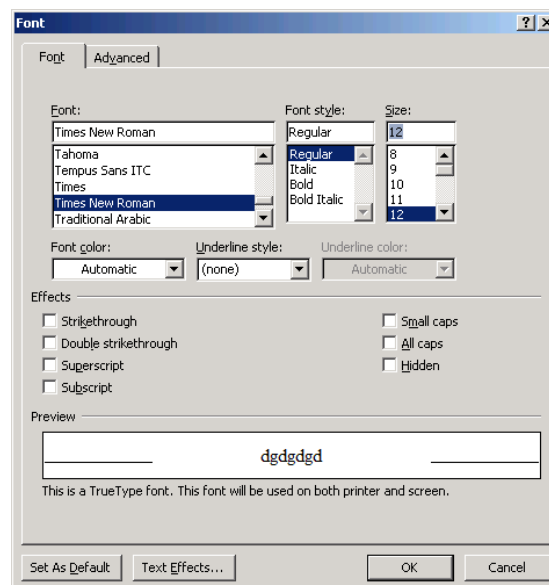 Font
Font Advanced
Font: Font style: Size:
Times New Roman Regular 12
Tahoma Regular 8
Tempus Sans ITC Italic 9
Times Bold 10
Times New Roman Bold Italic 11
Traditional Arabic 12
Font color: Underline style: Underline color:
Automatic (none) Automatic
Effects
Strikethrough Small caps
Double strikethrough All caps
Superscript Hidden
Subscript
Preview
dgdgdgd
This is a TrueType font. This font will be used on both printer and screen.
Set As Default Text Effects... OK Cancel